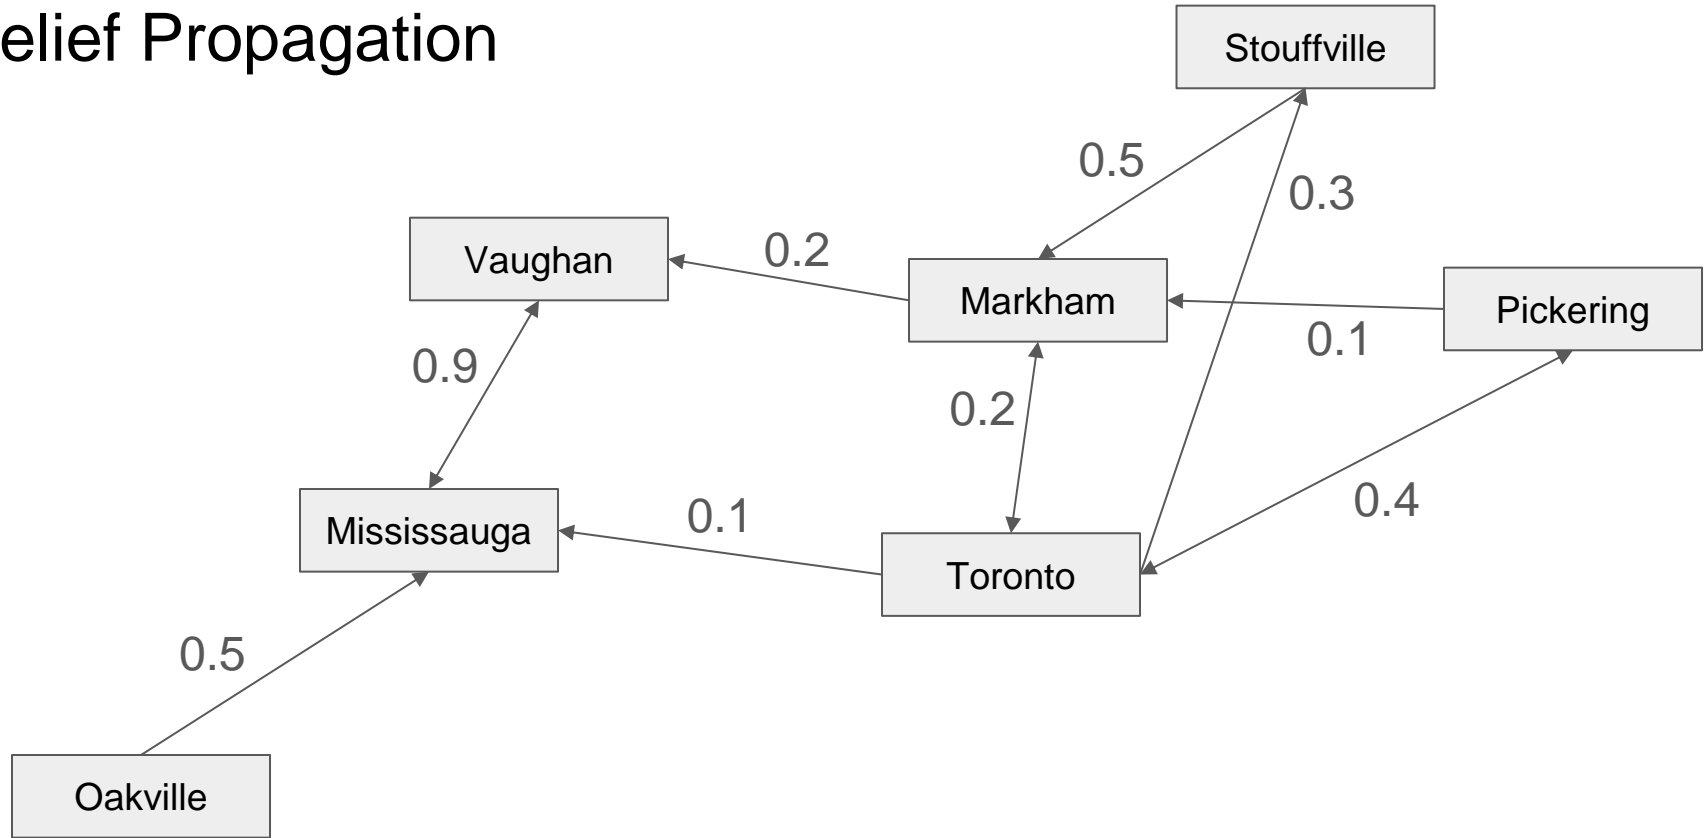 elief Propagation
Stouffville
0.5
0.3
Vaughan
0.2
Markham
Pickering
0.1
0.9
0.2
0.4
Mississauga
0.1
Toronto
0.5
Oakville